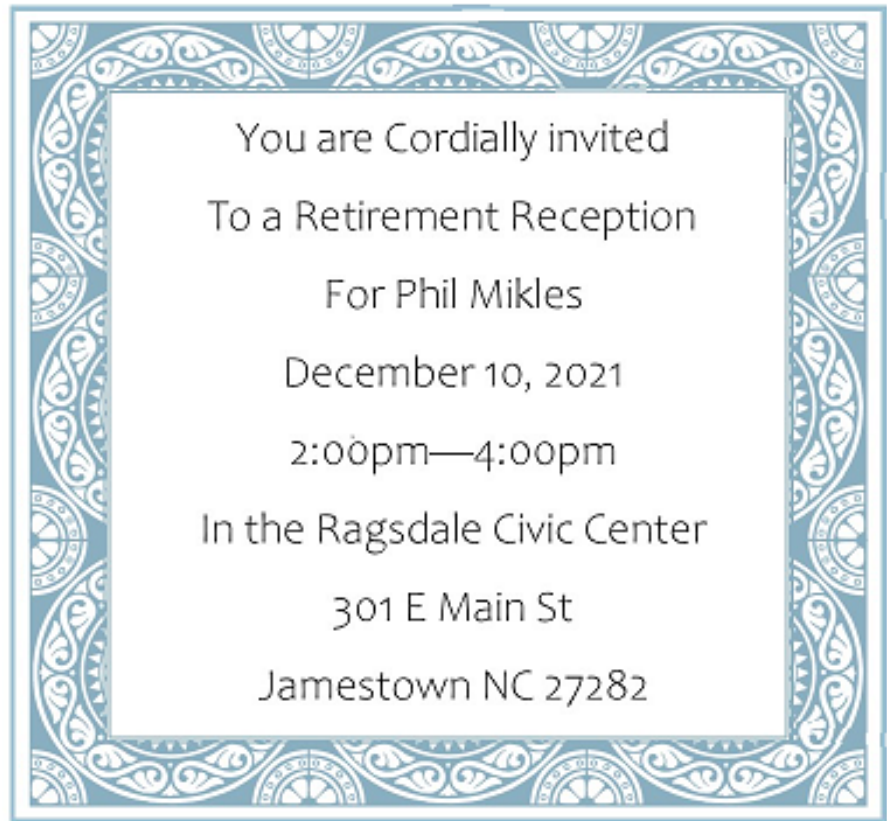 You are Cordially invited
To a Retirement Reception
For Phil Mikles
December 10, 2021
2:00pm—4:00pm
In the Ragsdale Civic Center
301 E Main St
Jamestown NC 27282